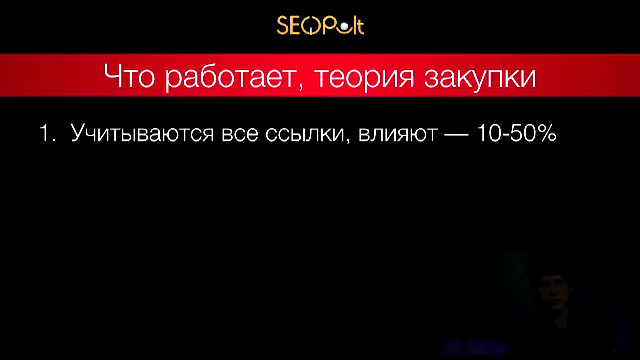 SEOPult
Что работает, теория закупки
1. Учитываются все ссылки, влияют — 10-50%